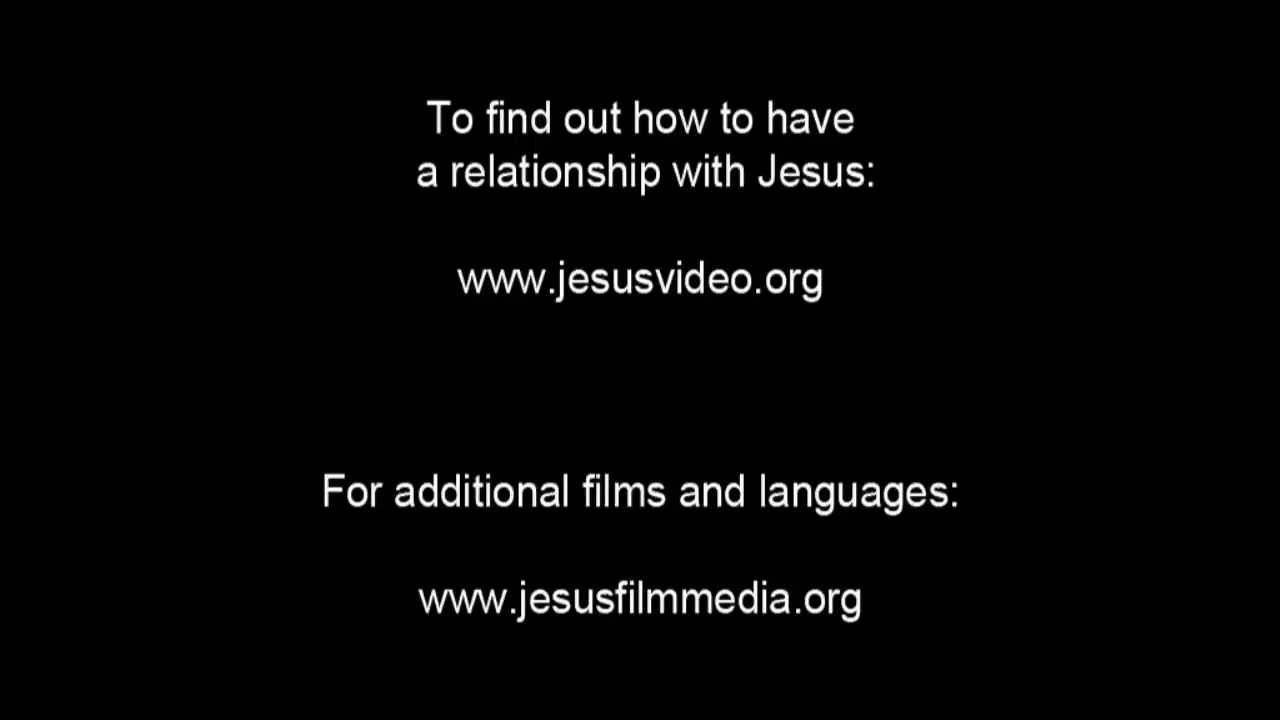 To find out how to have
a relationship with Jesus:
www.jesusvideo.org
For additional films and languages:
www.jesusfilmmedia.org